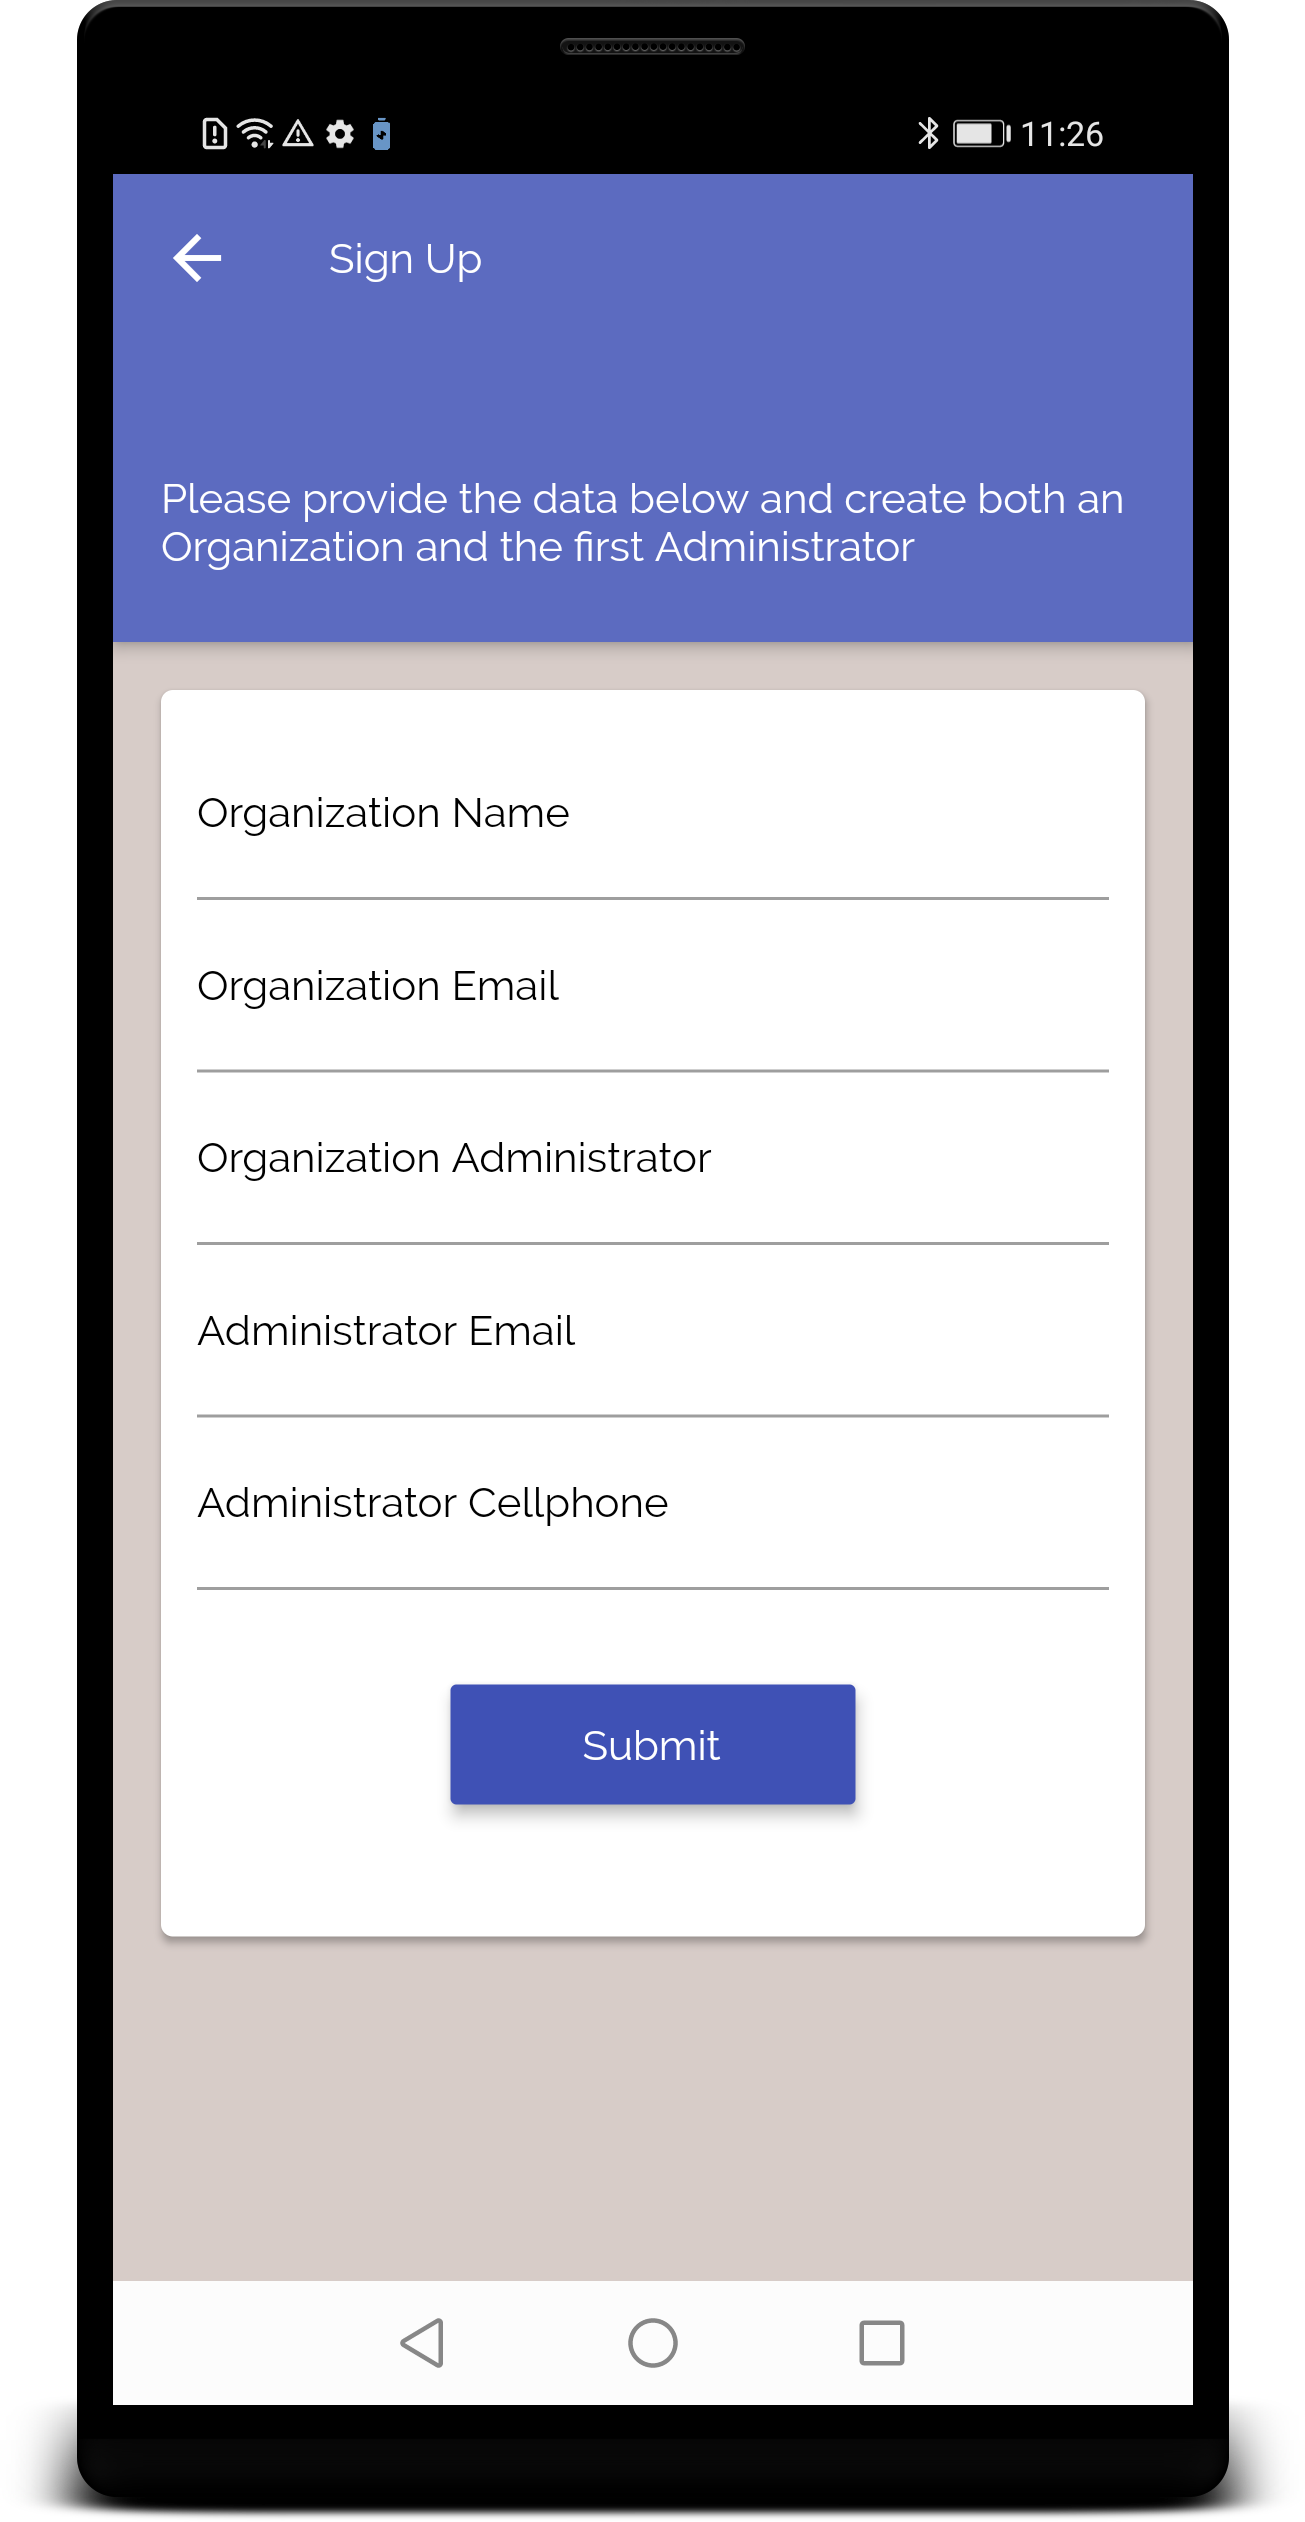 11:26
Sign Up
Please provide the data below and create both an
Organization and the first Administrator
Organization Name
Organization Email
Organization Administrator
Administrator Email
Administrator Cellphone
Submit